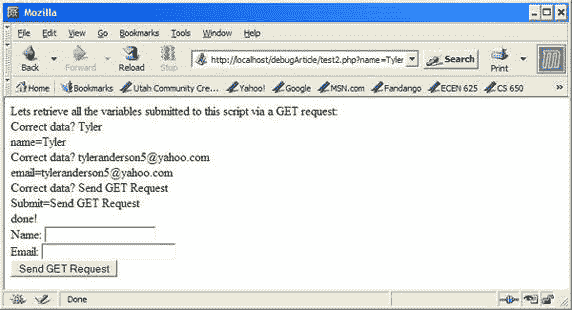 Mozilla
File Edit View Go Bookmarks Tools Window Help
Back Forward Reload Stop http://localhost/debugArticle/test2.php?name=Tyler Search Print
Home Bookmarks Utah Community Cre... Yahoo! Google MSN.com Fandango ECEN 625 CS 650
Lets retrieve all the variables submitted to this script via a GET request:
Correct data? Tyler
name=Tyler
Correct data? tyleranderson5@yahoo.com
email=tyleranderson5@yahoo.com
Correct data? Send GET Request
Submit=Send GET Request
done!
Name:
Email:
Send GET Request
Done